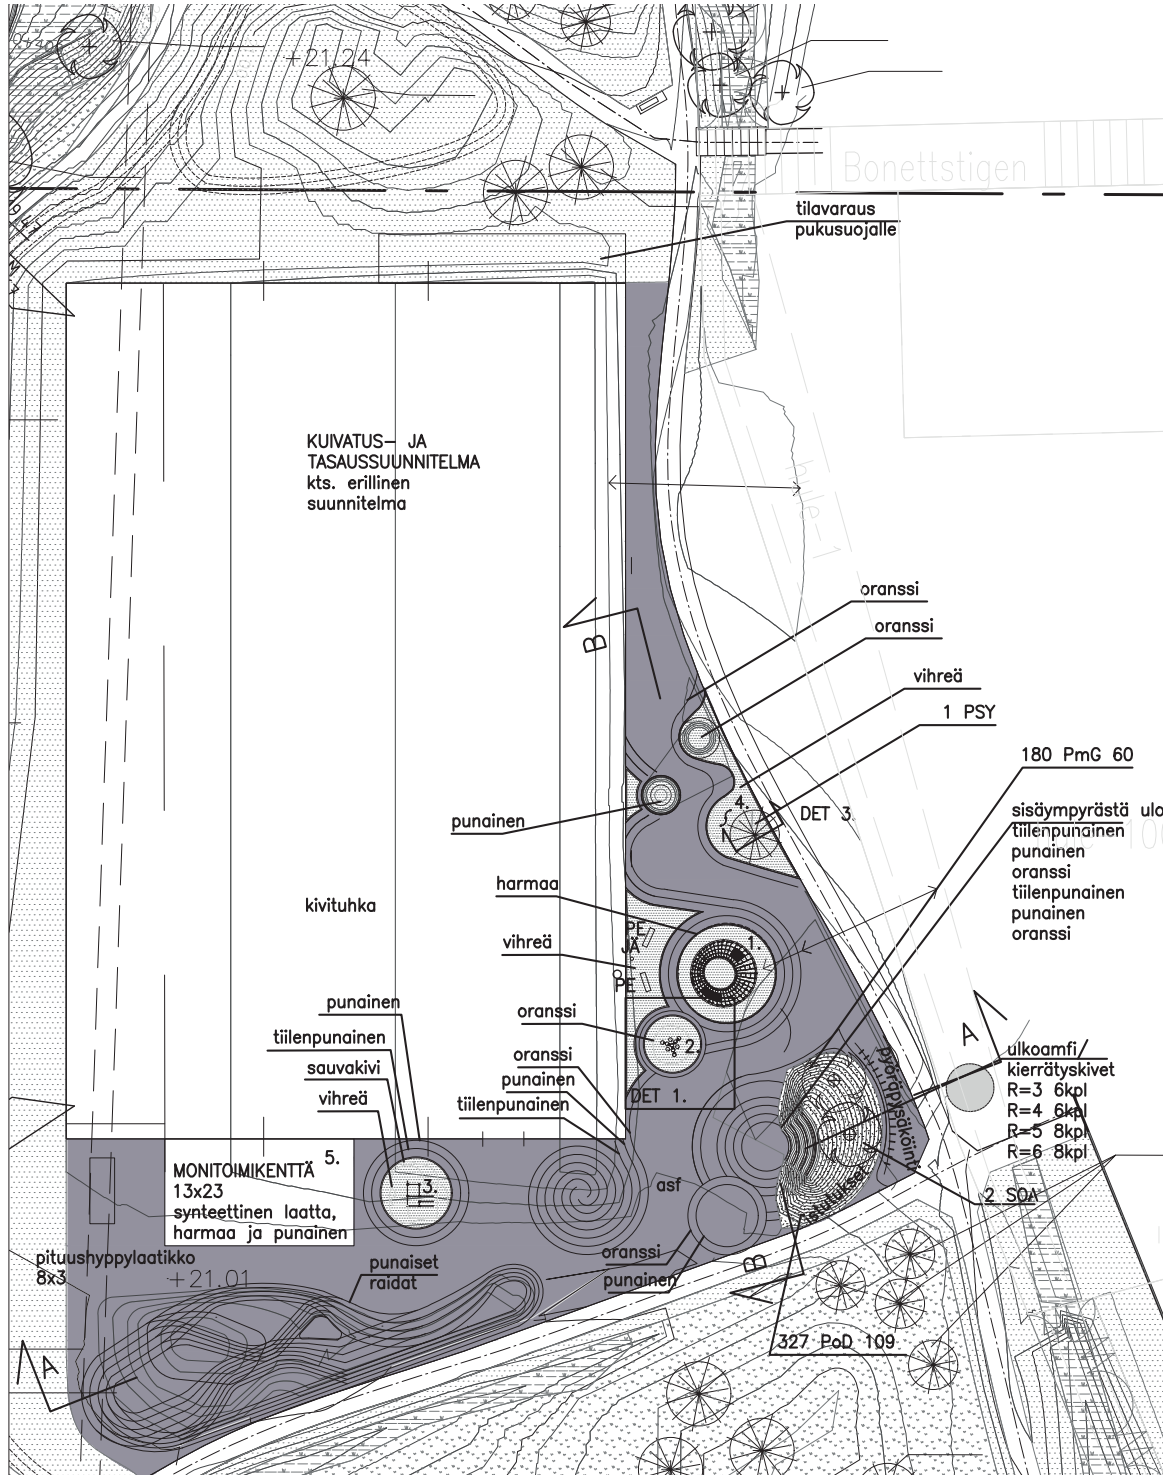 +21.24
Bonettstigen
tilavaraus
pukusuojalle
KUIVATUS– JA
TASAUSSUUNNITELMA
kts. erillinen
suunnitelma
hule-1
oranssi
B
oranssi
vihreä
1 PSY
180 PmG 60
4.
DET 3.
sisäympyrästä ulo
tiilenpunainen
punainen
oranssi
tiilenpunainen
punainen
oranssi
punainen
harmaa
kivituhka
PE
JÄ
1.
vihreä
PE
punainen
oranssi
tiilenpunainen
2.
oranssi
sauvakivi
punainen
vihreä
tiilenpunainen
DET 1.
A
pyöräpysäköinti
ulkoamfi/
kierrätyskivet
R=3 6kpl
R=4 6kpl
R=5 8kpl
R=6 8kpl
MONITOIMIKENTTÄ 5.
13x23
synteettinen laatta,
harmaa ja punainen
3.
asf
istutukset
2 SOA
pituushyppylaatikko
8x3
+21.01
punaiset
raidat
oranssi
punainen
B
327 PoD 109
A